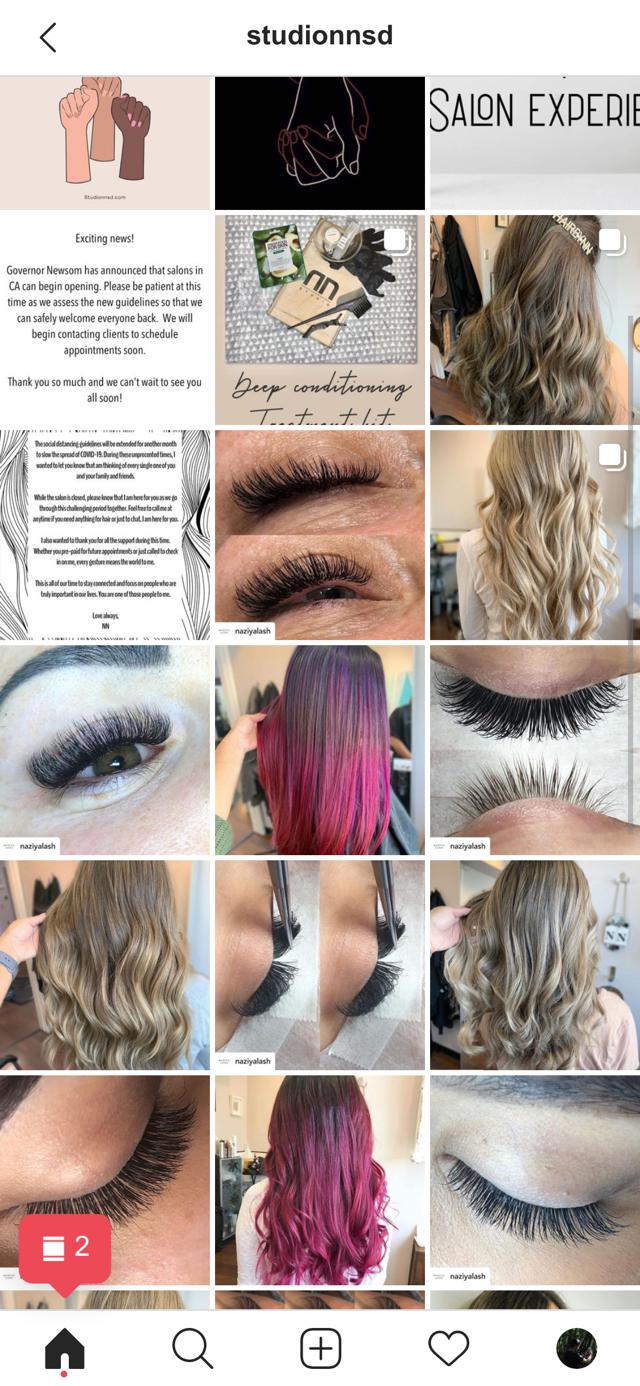 studionnsd
Studionnsd.com
SALON EXPERIE
Exciting news!
Governor Newsom has announced that salons in
CA can begin opening. Please be patient at this
time as we assess the new guidelines so that we
can safely welcome everyone back. We will
begin contacting clients to schedule
appointments soon.
Thank you so much and we can't wait to see you
all soon!
Deep conditioning
Treatment kit
HAIRBYNN
The social distancing guidelines will be extended for another month
to slow the spread of COVID-19. During these unprecedented times, I
wanted to let you know that am thinking of every single one of you
and your family and friends.
While the salon is closed, please know that I am here for you as we go
through this challenging period together. Feel free to call me at
anytime if you need anything for hair or just to chat. I am here for you.
I also wanted to thank you for all the support during this time.
Whether you pre-paid for future appointments or just called to check
in on me, every gesture means the world to me.
This is all of our time to stay connected and focus on people who are
truly important in our lives. You are one of those people to me.
Love always,
NN
naziyalash
naziyalash
naziyalash
naziyalash
N N
naziyalash
2